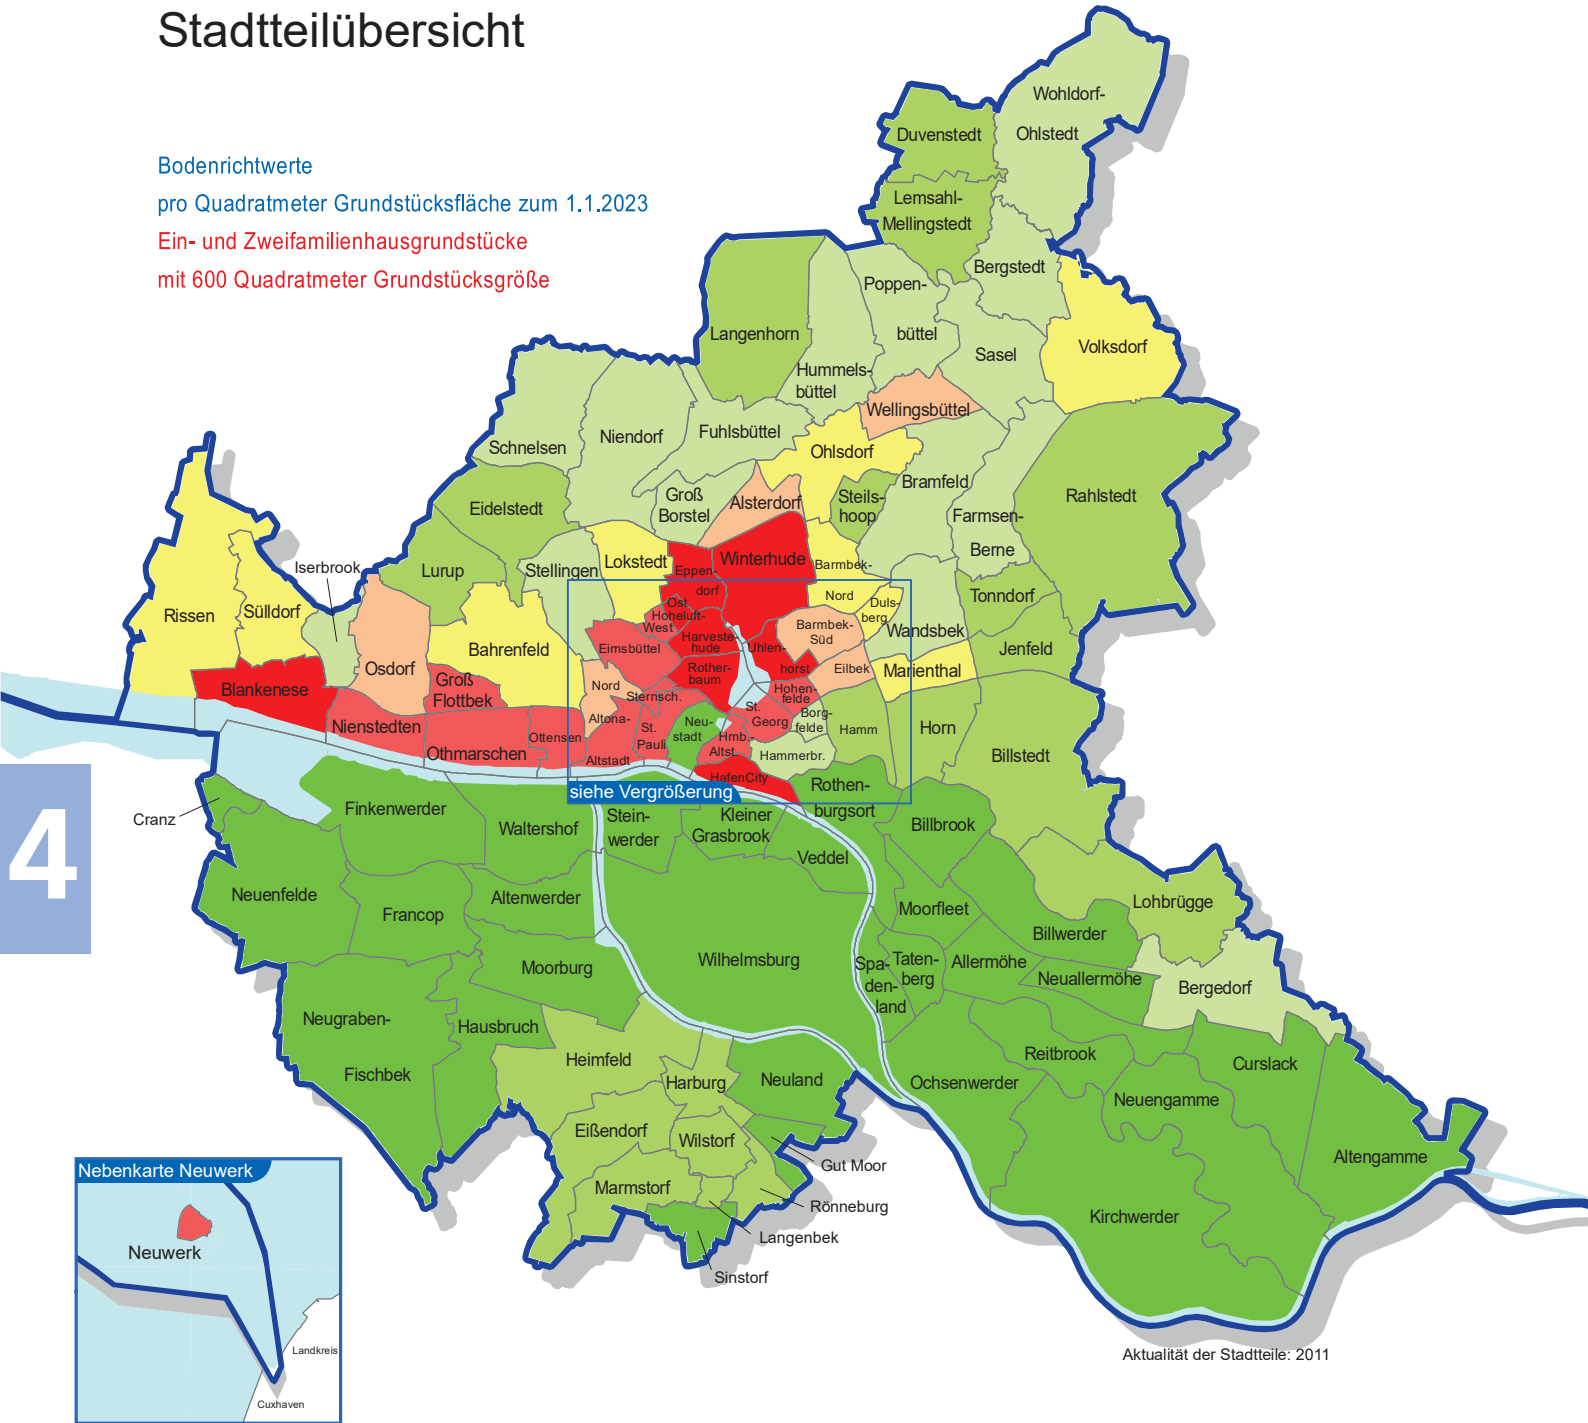 Stadtteilübersicht
Bodenrichtwerte
pro Quadratmeter Grundstücksfläche zum 1.1.2023
Ein- und Zweifamilienhausgrundstücke
mit 600 Quadratmeter Grundstücksgröße
Wohldorf-
Ohlstedt
Duvenstedt
Lemsahl-
Mellingstedt
Bergstedt
Poppen-
büttel
Langenhorn
Hummels-
büttel
Sasel
Volksdorf
Wellingsbüttel
Schnelsen
Niendorf
Fuhlsbüttel
Ohlsdorf
Bramfeld
Rahlstedt
Eidelstedt
Groß
Borstel
Alsterdorf
Steils-
hoop
Farmsen-
Berne
Iserbrook
Lurup
Stellingen
Lokstedt
Eppen-
dorf
Winterhude
Barmbek-
Nord
Duls-
berg
Tonndorf
Rissen
Sülldorf
Ost
Hoheluft-
West
Harveste-
hude
Uhlen-
horst
Barmbek-
Süd
Wandsbek
Jenfeld
Osdorf
Bahrenfeld
Eimsbüttel
Rother-
baum
Eilbek
Marienthal
Blankenese
Groß
Flottbek
Nord
Altona-
Altstadt
Sternsch.
Hohen-
felde
Nienstedten
Othmarschen
Ottensen
St.
Pauli
Neu-
stadt
Hmb.-
Altst.
St.
Georg
Borg-
felde
Hamm
Horn
Billstedt
Hammerbr.
HafenCity
siehe Vergrößerung
Rothen-
burgsort
4
Cranz
Finkenwerder
Waltershof
Stein-
werder
Kleiner
Grasbrook
Veddel
Billbrook
Neuenfelde
Francop
Altenwerder
Moorfleet
Lohbrügge
Billwerder
Moorburg
Wilhelmsburg
Spa-
den-
land
Taten-
berg
Allermöhe
Neuallermöhe
Bergedorf
Neugraben-
Fischbek
Hausbruch
Heimfeld
Harburg
Neuland
Ochsenwerder
Reitbrook
Curslack
Neuengamme
Eißendorf
Wilstorf
Altengamme
Marmstorf
Gut Moor
Rönneburg
Langenbek
Sinstorf
Kirchwerder
Nebenkarte Neuwerk
Neuwerk
Landkreis
Cuxhaven
Aktualität der Stadtteile: 2011